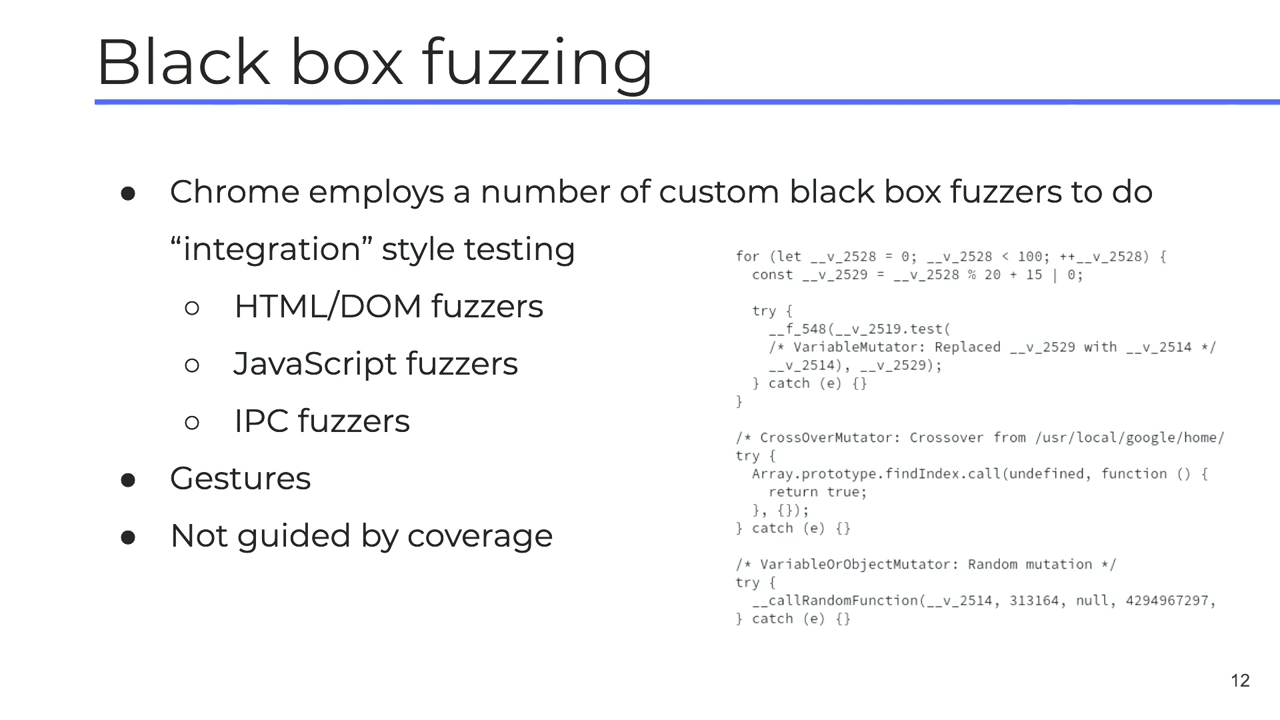 Black box fuzzing
● Chrome employs a number of custom black box fuzzers to do
“integration” style testing
○ HTML/DOM fuzzers
○ JavaScript fuzzers
○ IPC fuzzers
● Gestures
● Not guided by coverage
for (let __v_2528 = 0; __v_2528 < 100; ++__v_2528) {
  const __v_2529 = __v_2528 % 20 + 15 | 0;
  try {
    __f_548(__v_2519.test(
    /* VariableMutator: Replaced __v_2529 with __v_2514 */
    __v_2514), __v_2529);
  } catch (e) {}
}
/* CrossOverMutator: Crossover from /usr/local/google/home/
try {
  Array.prototype.findIndex.call(undefined, function () {
    return true;
  }, {});
} catch (e) {}
/* VariableOrObjectMutator: Random mutation */
try {
  __callRandomFunction(__v_2514, 313164, null, 4294967297,
} catch (e) {}
12